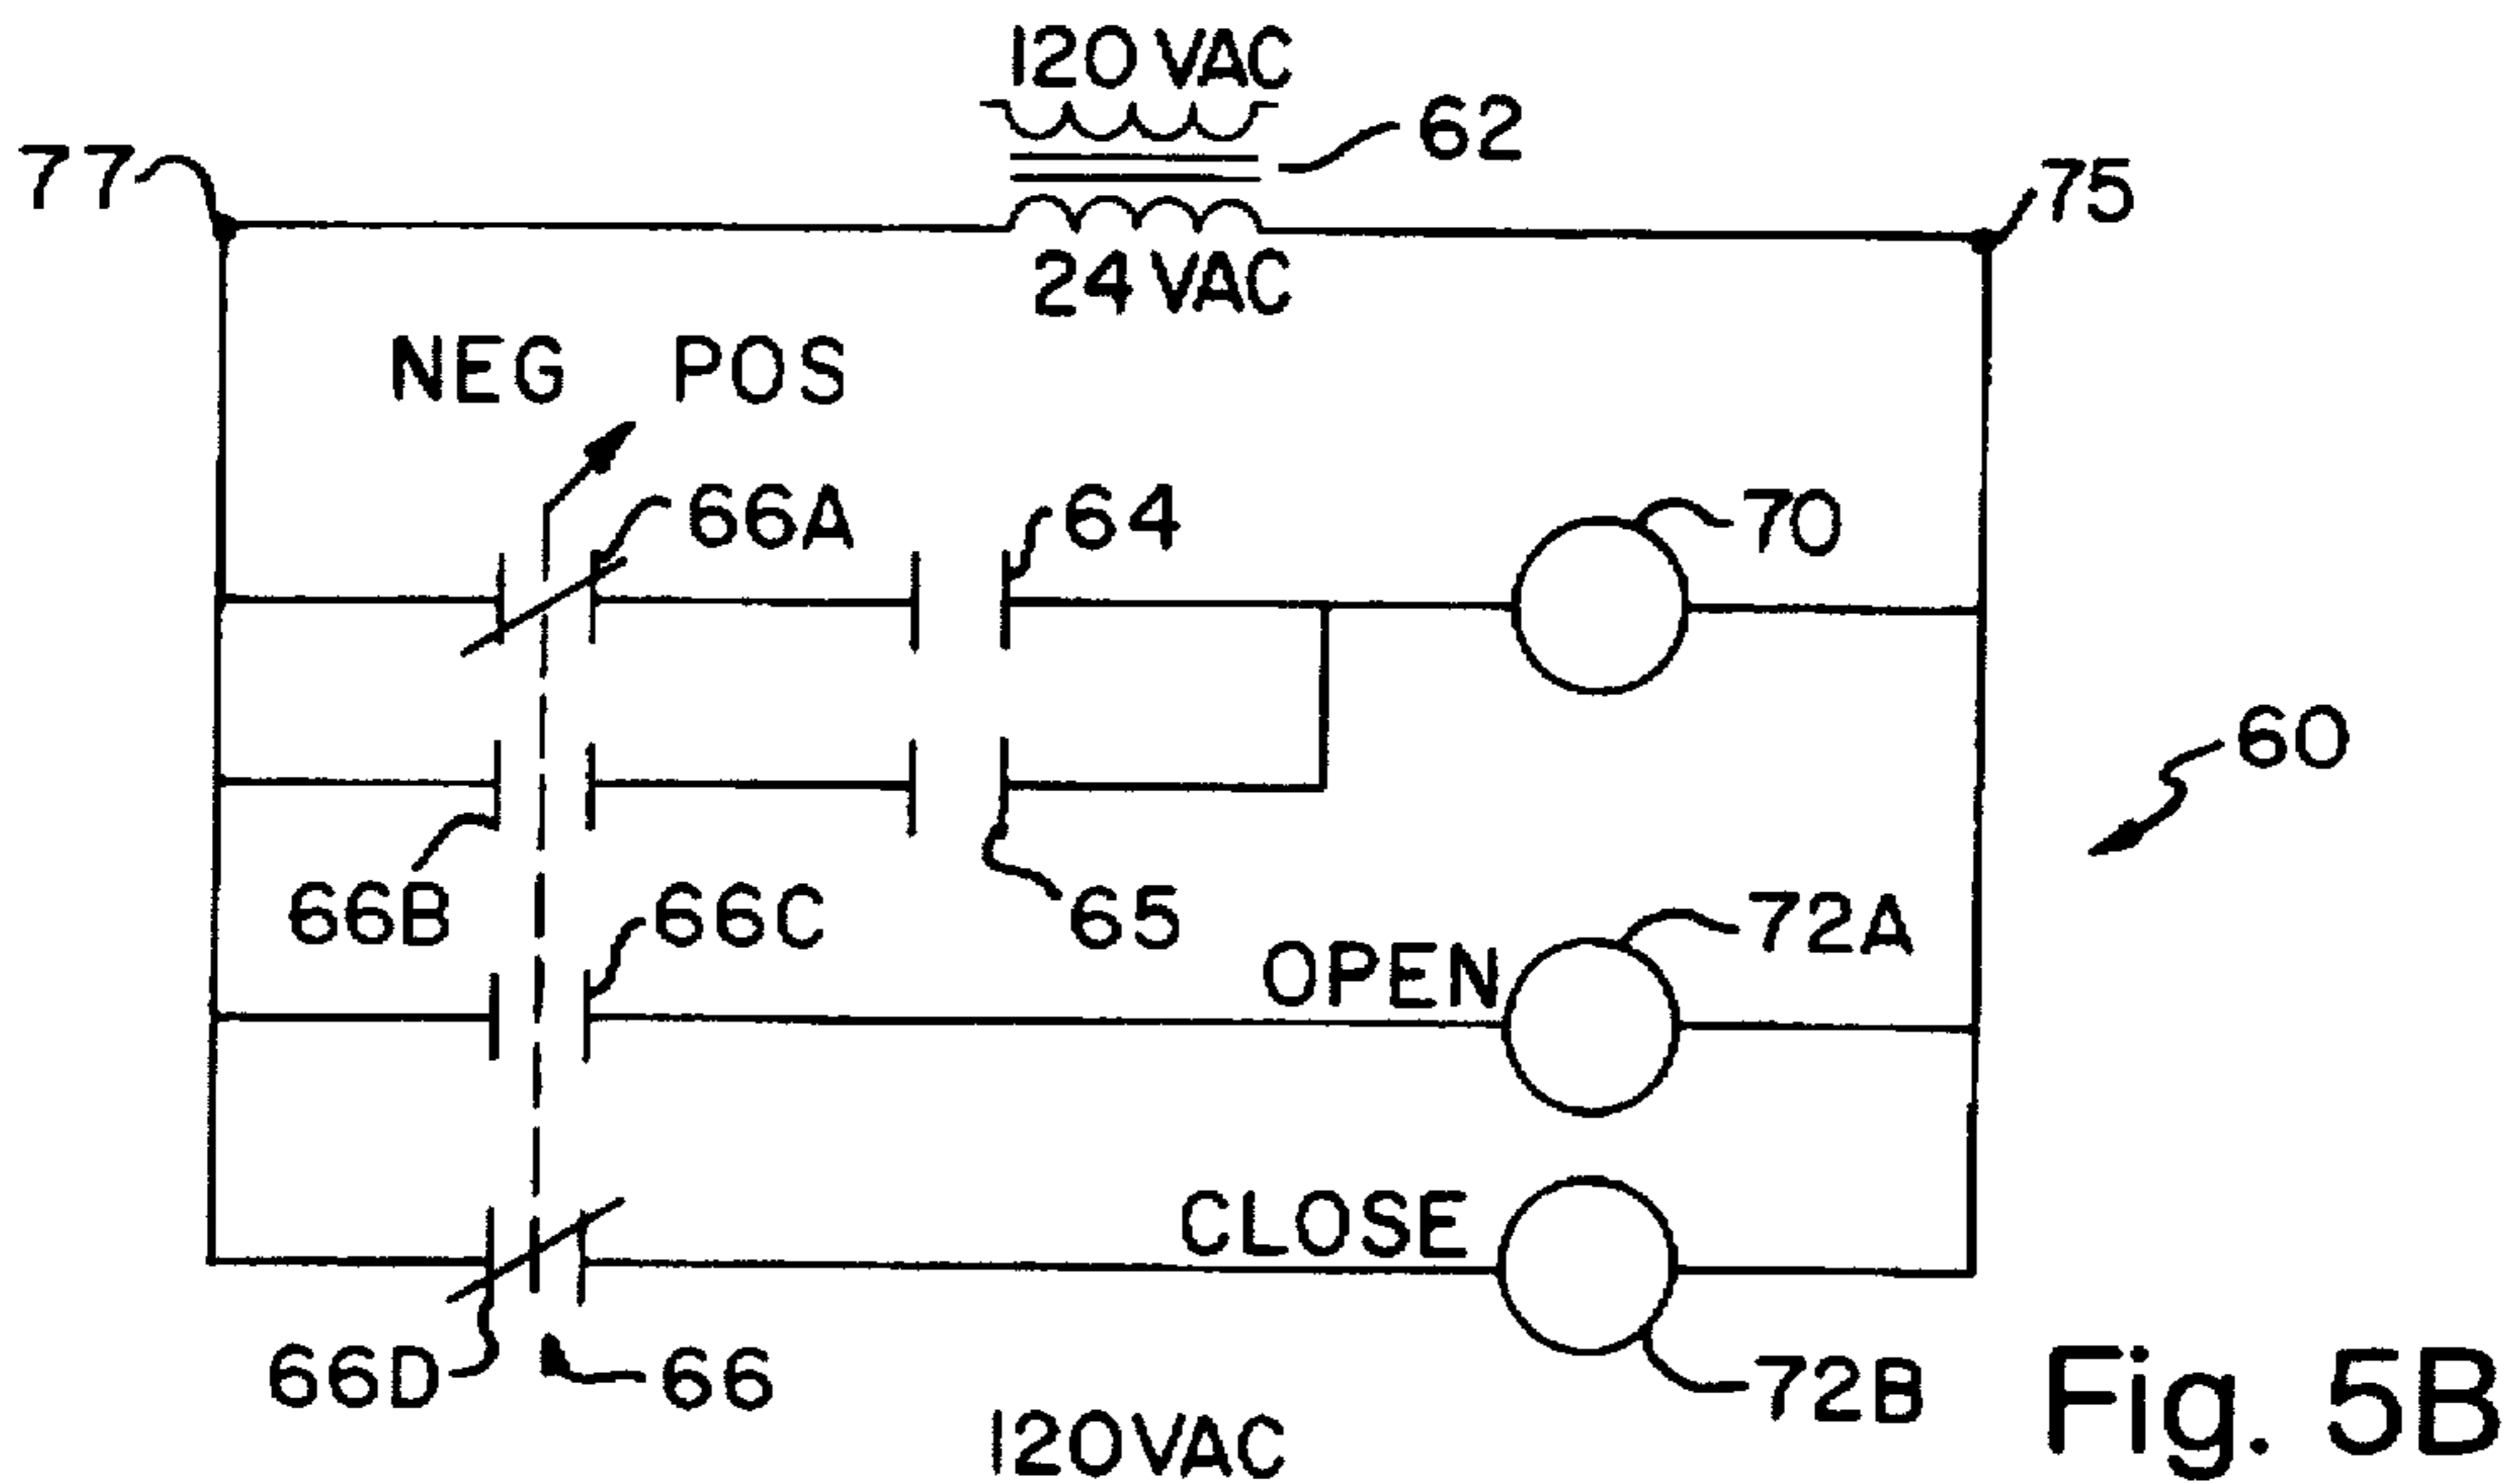 120 VAC
62
77
75
24 VAC
NEG POS
66A
64
70
60
66B
66C
65
72A
OPEN
CLOSE
66D
66
72B
120VAC
Fig. 5B